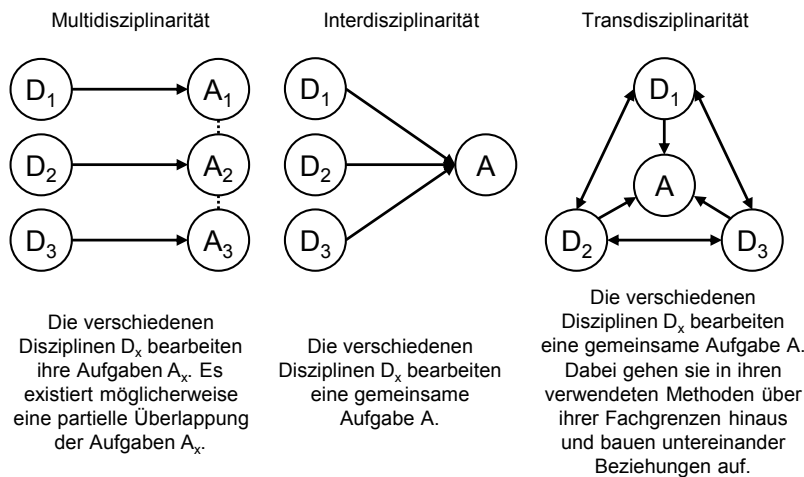 Multidisziplinarität
D₁
A₁
D₂
A₂
D₃
A₃
Die verschiedenen
Disziplinen Dₓ bearbeiten
ihre Aufgaben Aₓ. Es
existiert möglicherweise
eine partielle Überlappung
der Aufgaben Aₓ.
Interdisziplinarität
D₁
D₂
A
D₃
Die verschiedenen
Disziplinen Dₓ bearbeiten
eine gemeinsame
Aufgabe A.
Transdisziplinarität
D₁
A
D₂
D₃
Die verschiedenen
Disziplinen Dₓ bearbeiten
eine gemeinsame Aufgabe A.
Dabei gehen sie in ihren
verwendeten Methoden über
ihrer Fachgrenzen hinaus
und bauen untereinander
Beziehungen auf.